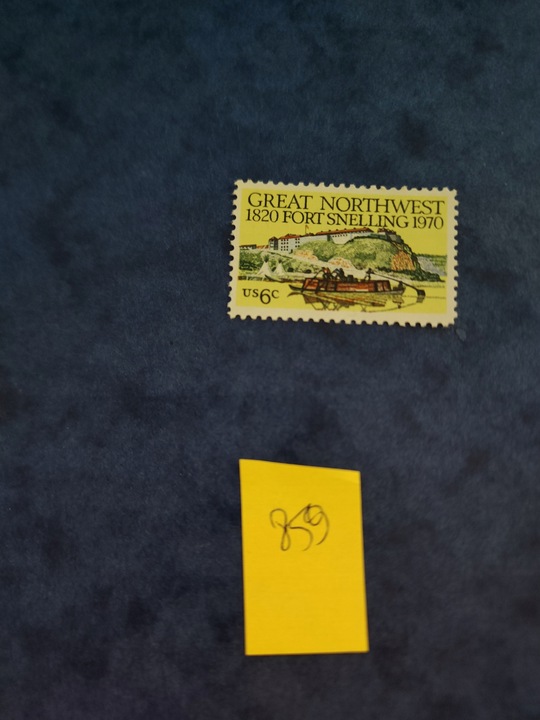 GREAT NORTHWEST
1820 FORT SNELLING 1970
US 6c
859